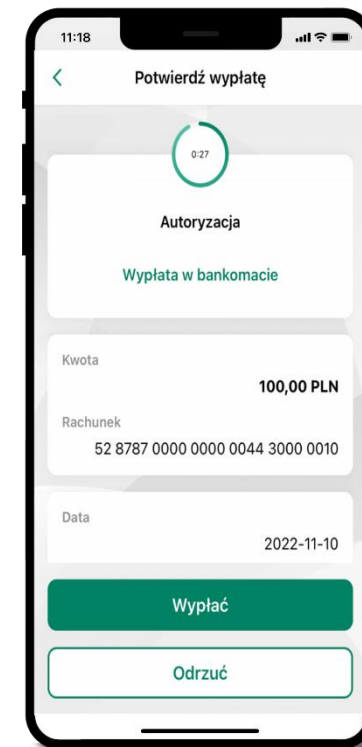 11:18
Potwierdź wypłatę
0:27
Autoryzacja
Wypłata w bankomacie
Kwota
100,00 PLN
Rachunek
52 8787 0000 0000 0044 3000 0010
Data
2022-11-10
Wypłać
Odrzuć